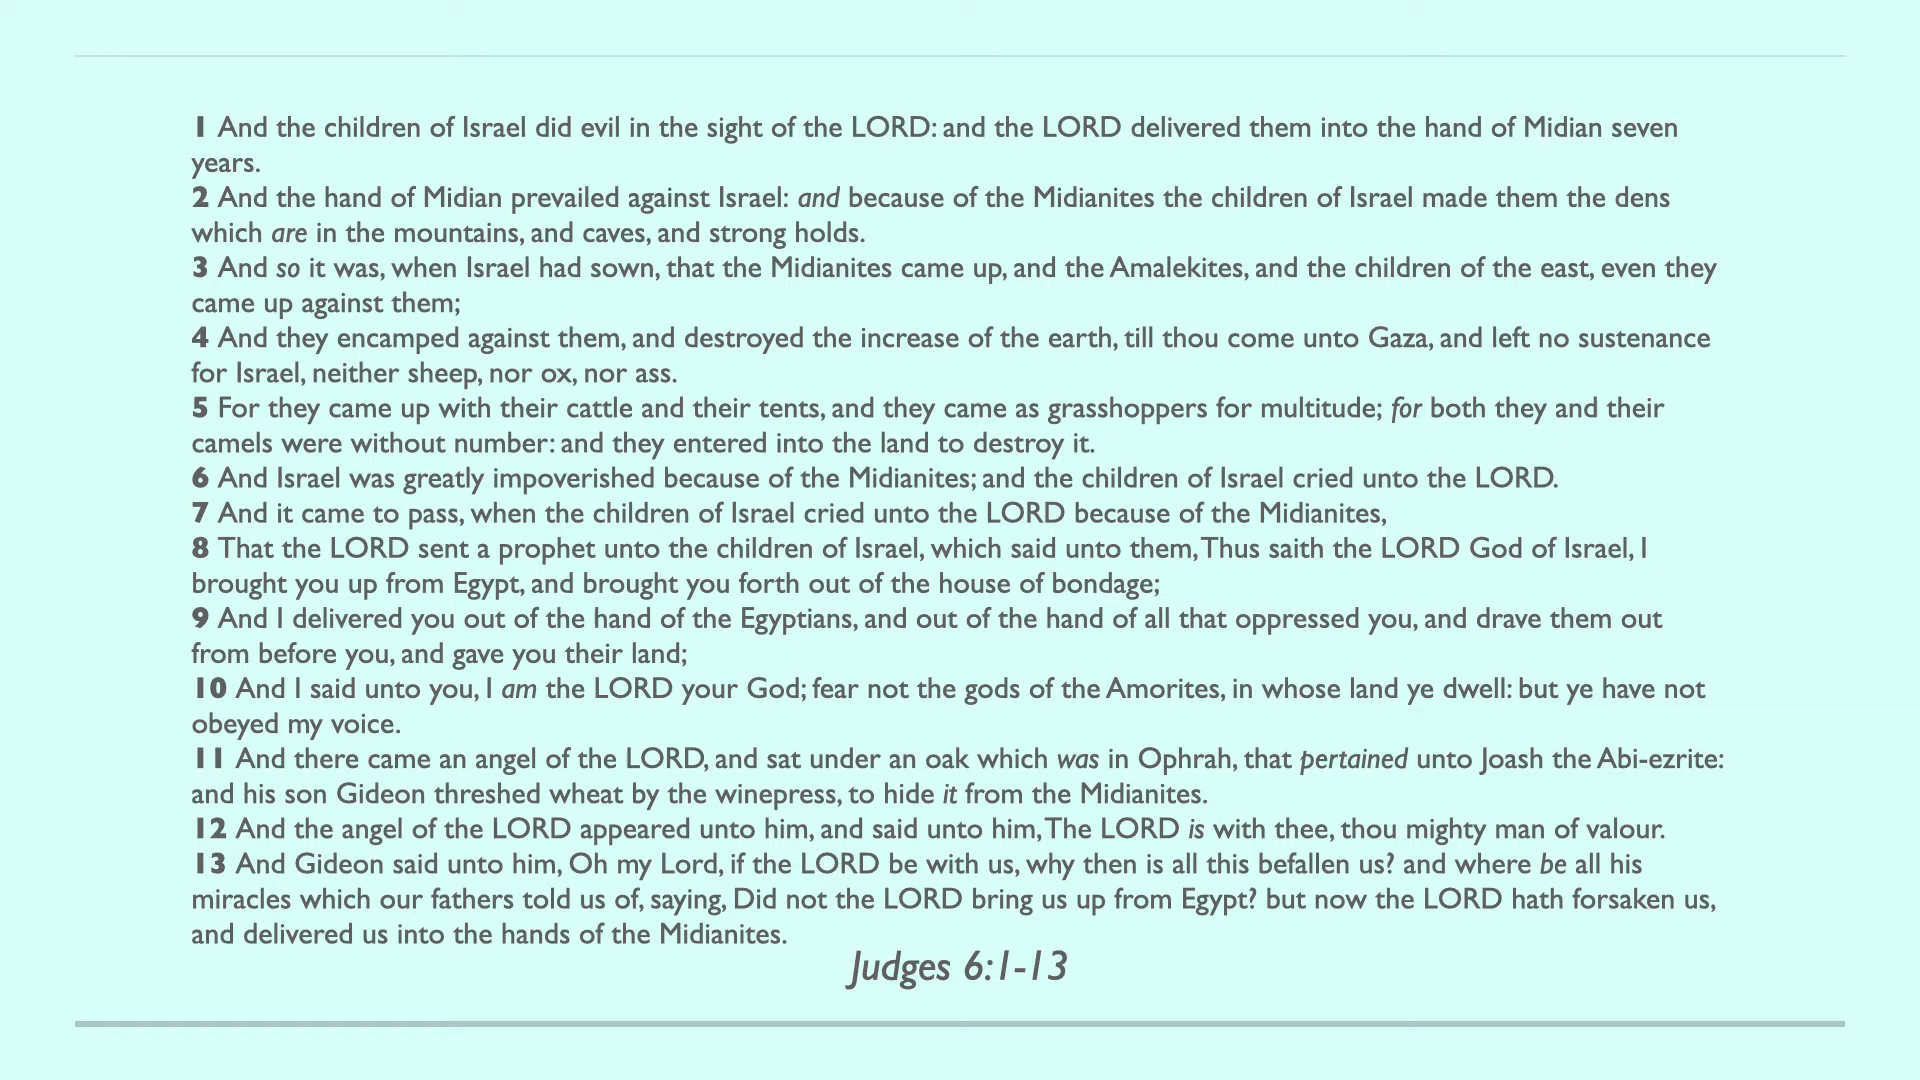 1 And the children of Israel did evil in the sight of the LORD: and the LORD delivered them into the hand of Midian seven
years.
2 And the hand of Midian prevailed against Israel: and because of the Midianites the children of Israel made them the dens
which are in the mountains, and caves, and strong holds.
3 And so it was, when Israel had sown, that the Midianites came up, and the Amalekites, and the children of the east, even they
came up against them;
4 And they encamped against them, and destroyed the increase of the earth, till thou come unto Gaza, and left no sustenance
for Israel, neither sheep, nor ox, nor ass.
5 For they came up with their cattle and their tents, and they came as grasshoppers for multitude; for both they and their
camels were without number: and they entered into the land to destroy it.
6 And Israel was greatly impoverished because of the Midianites; and the children of Israel cried unto the LORD.
7 And it came to pass, when the children of Israel cried unto the LORD because of the Midianites,
8 That the LORD sent a prophet unto the children of Israel, which said unto them, Thus saith the LORD God of Israel, I
brought you up from Egypt, and brought you forth out of the house of bondage;
9 And I delivered you out of the hand of the Egyptians, and out of the hand of all that oppressed you, and drave them out
from before you, and gave you their land;
10 And I said unto you, I am the LORD your God; fear not the gods of the Amorites, in whose land ye dwell: but ye have not
obeyed my voice.
11 And there came an angel of the LORD, and sat under an oak which was in Ophrah, that pertained unto Joash the Abi-ezrite:
and his son Gideon threshed wheat by the winepress, to hide it from the Midianites.
12 And the angel of the LORD appeared unto him, and said unto him, The LORD is with thee, thou mighty man of valour.
13 And Gideon said unto him, Oh my Lord, if the LORD be with us, why then is all this befallen us? and where be all his
miracles which our fathers told us of, saying, Did not the LORD bring us up from Egypt? but now the LORD hath forsaken us,
and delivered us into the hands of the Midianites.
Judges 6:1-13